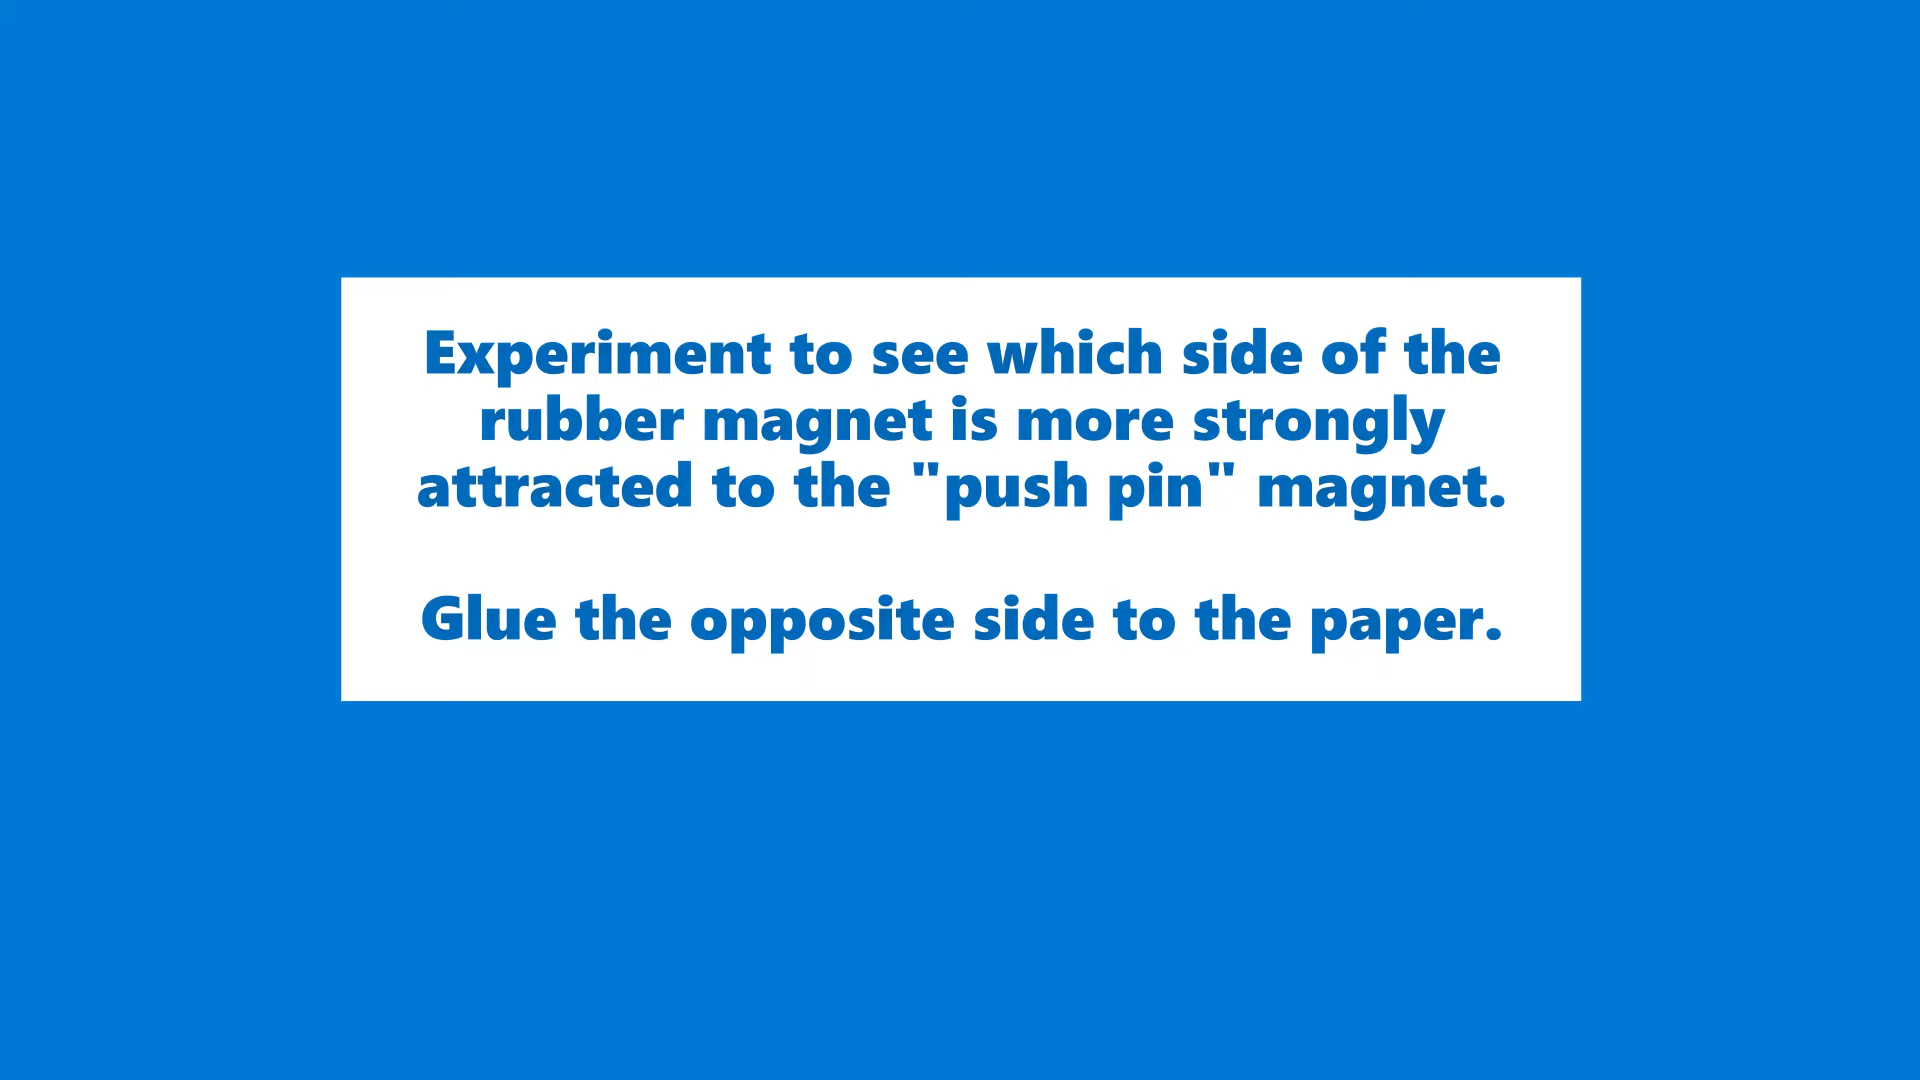 Experiment to see which side of the
rubber magnet is more strongly
attracted to the "push pin" magnet.
Glue the opposite side to the paper.